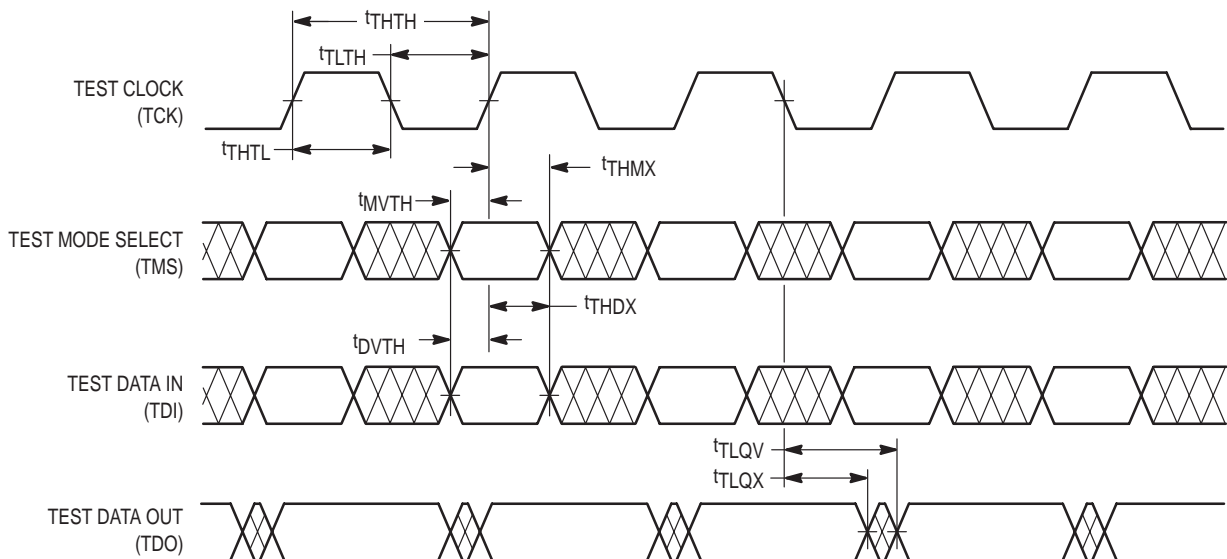 tTHTH
tTLTH
TEST CLOCK
(TCK)
tTHTL
tTHMX
tMVTH
TEST MODE SELECT
(TMS)
tTHDX
tDVTH
TEST DATA IN
(TDI)
tTLQV
tTLQX
TEST DATA OUT
(TDO)